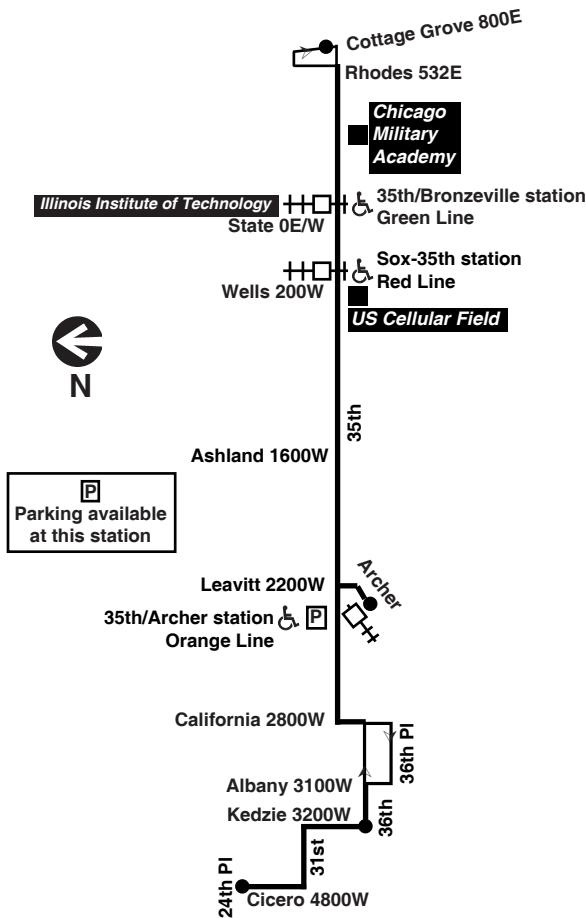 Cottage Grove 800E
Rhodes 532E
Chicago
Military
Academy
Illinois Institute of Technology
35th/Bronzeville station
Green Line
State 0E/W
Sox-35th station
Red Line
Wells 200W
US Cellular Field
N
35th
Ashland 1600W
P
Parking available
at this station
Leavitt 2200W
Archer
35th/Archer station
P
Orange Line
California 2800W
36th Pl
Albany 3100W
Kedzie 3200W
36th
31st
24th Pl
Cicero 4800W